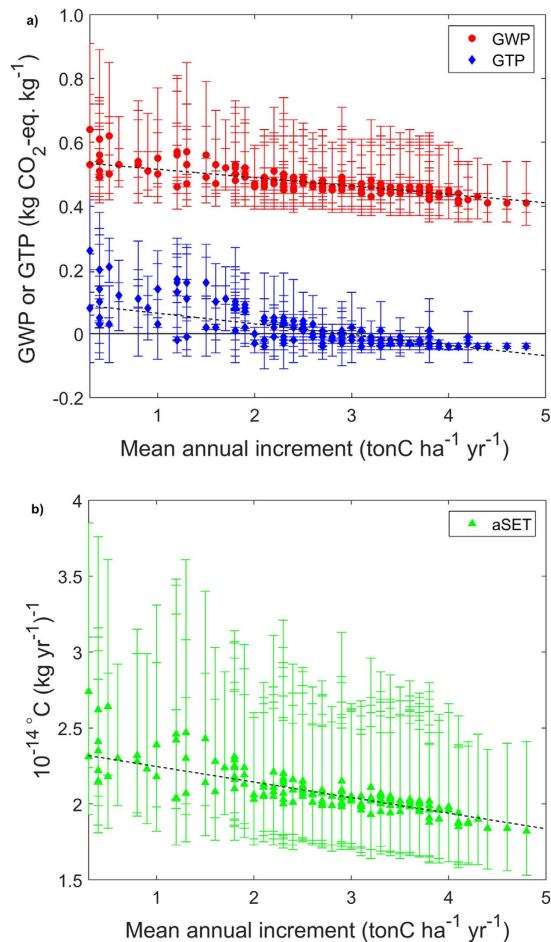 a)
1.0
0.8
0.6
0.4
0.2
0
-0.2
GWP or GTP (kg CO2-eq. kg-1)
GWP
GTP
1
2
3
4
5
Mean annual increment (tonC ha-1 yr-1)
b)
4
3.5
3
2.5
2
1.5
10-14 °C (kg yr-1)-1
aSET
1
2
3
4
5
Mean annual increment (tonC ha-1 yr-1)